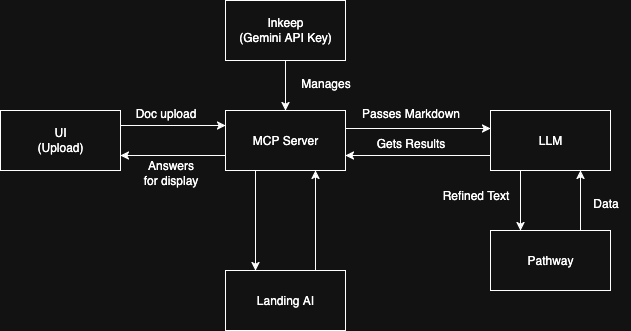 Inkeep
(Gemini API Key)
Manages
Doc upload
Passes Markdown
UI
(Upload)
MCP Server
LLM
Gets Results
Answers
for display
Refined Text
Data
Pathway
Landing AI